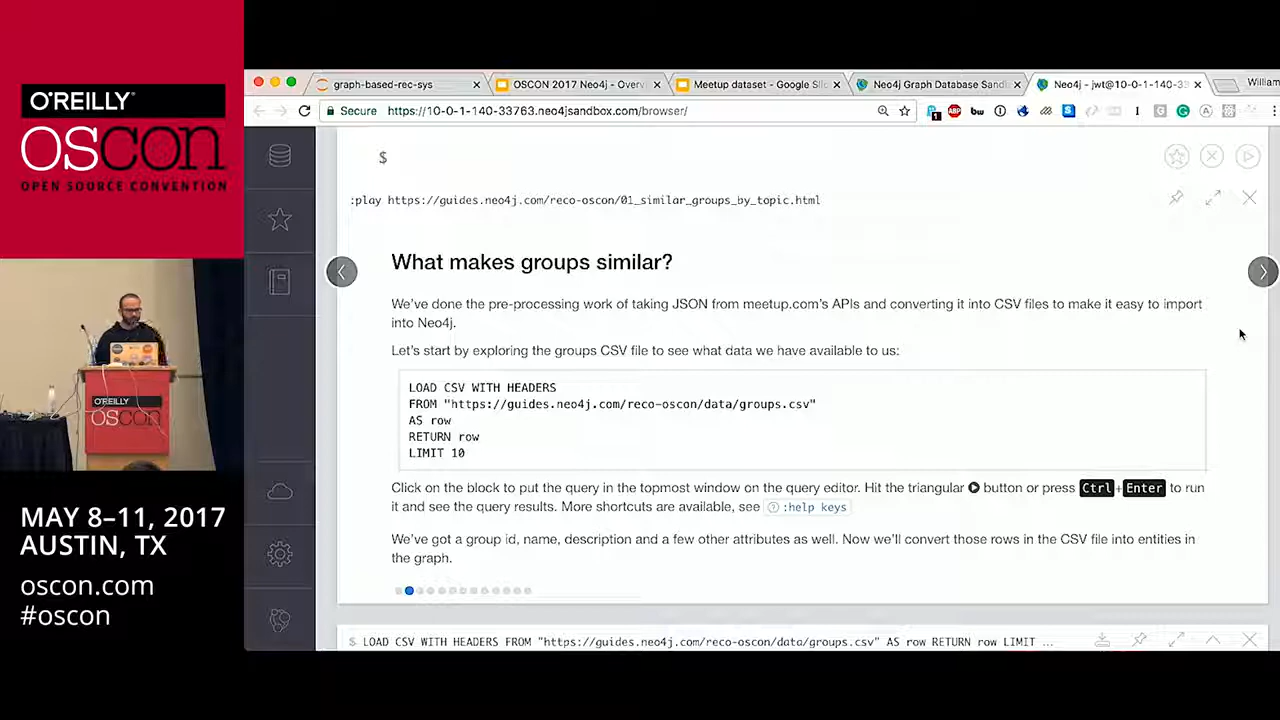 O'REILLY
OSCON
OPEN SOURCE CONVENTION
O'REILLY
OSCON
MAY 8–11, 2017
AUSTIN, TX
oscon.com
#oscon
graph-based-rec-sys
OSCON 2017 Neo4j - Overv
Meetup dataset - Google Sli
Neo4j Graph Database Sandb
Neo4j - jwt@10-0-1-140-33
William
Secure https://10-0-1-140-33763.neo4jsandbox.com/browser/
$
:play https://guides.neo4j.com/reco-oscon/01_similar_groups_by_topic.html
What makes groups similar?
We've done the pre-processing work of taking JSON from meetup.com's APIs and converting it into CSV files to make it easy to import
into Neo4j.
Let's start by exploring the groups CSV file to see what data we have available to us:
LOAD CSV WITH HEADERS
FROM "https://guides.neo4j.com/reco-oscon/data/groups.csv"
AS row
RETURN row
LIMIT 10
Click on the block to put the query in the topmost window on the query editor. Hit the triangular button or press Ctrl+Enter to run
it and see the query results. More shortcuts are available, see :help keys
We've got a group id, name, description and a few other attributes as well. Now we'll convert those rows in the CSV file into entities in
the graph.
$ LOAD CSV WITH HEADERS FROM "https://guides.neo4j.com/reco-oscon/data/groups.csv" AS row RETURN row LIMIT ...